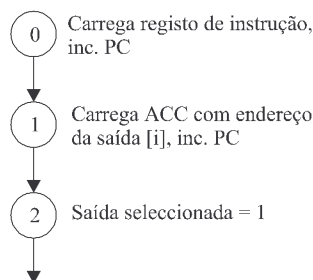 0
Carrega registo de instrução,
inc. PC
1
Carrega ACC com endereço
da saída [i], inc. PC
2
Saída seleccionada = 1